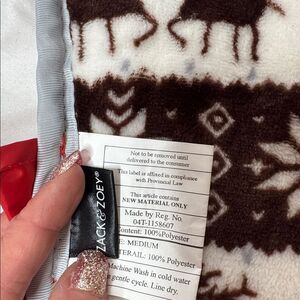 Not to be removed until
delivered to the consumer
This label is affixed in compliance
with Provincial Law
This article contains
NEW MATERIAL ONLY
Made by Reg. No.
04T-1158607
Content: 100%Polyester
E: MEDIUM
TERAIL: 100% Polyester
Machine Wash in cold water
gentle cycle. Line dry.
ZACK & ZOEY®